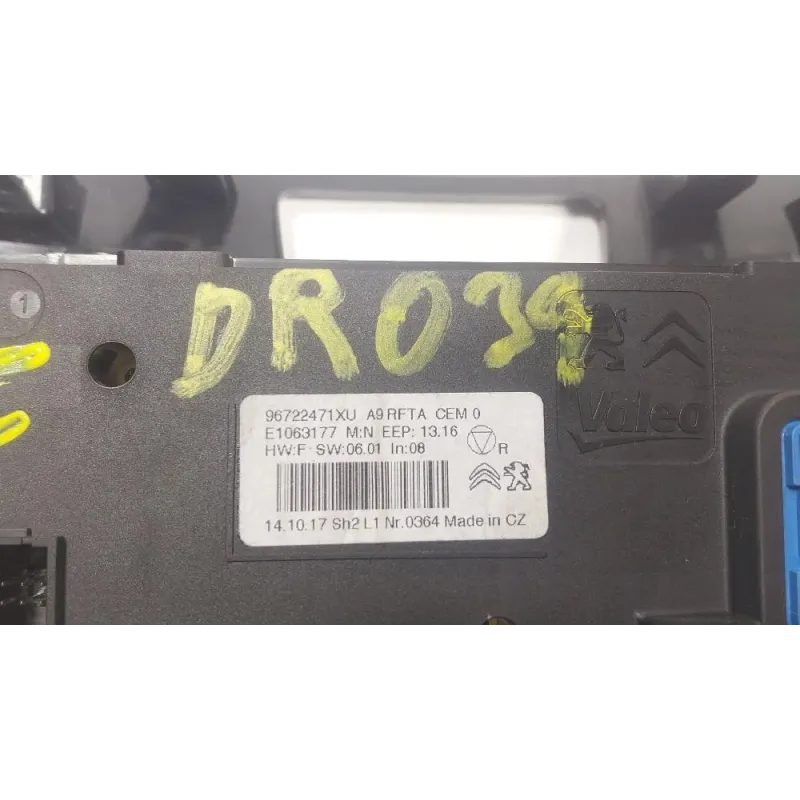 1
DR039
Valeo
96722471XU A9 RFTA CEM 0
E1063177 M:N EEP: 13.16
R
HW:F SW:06.01 In:08
14.10.17 Sh2 L1 Nr.0364 Made in CZ